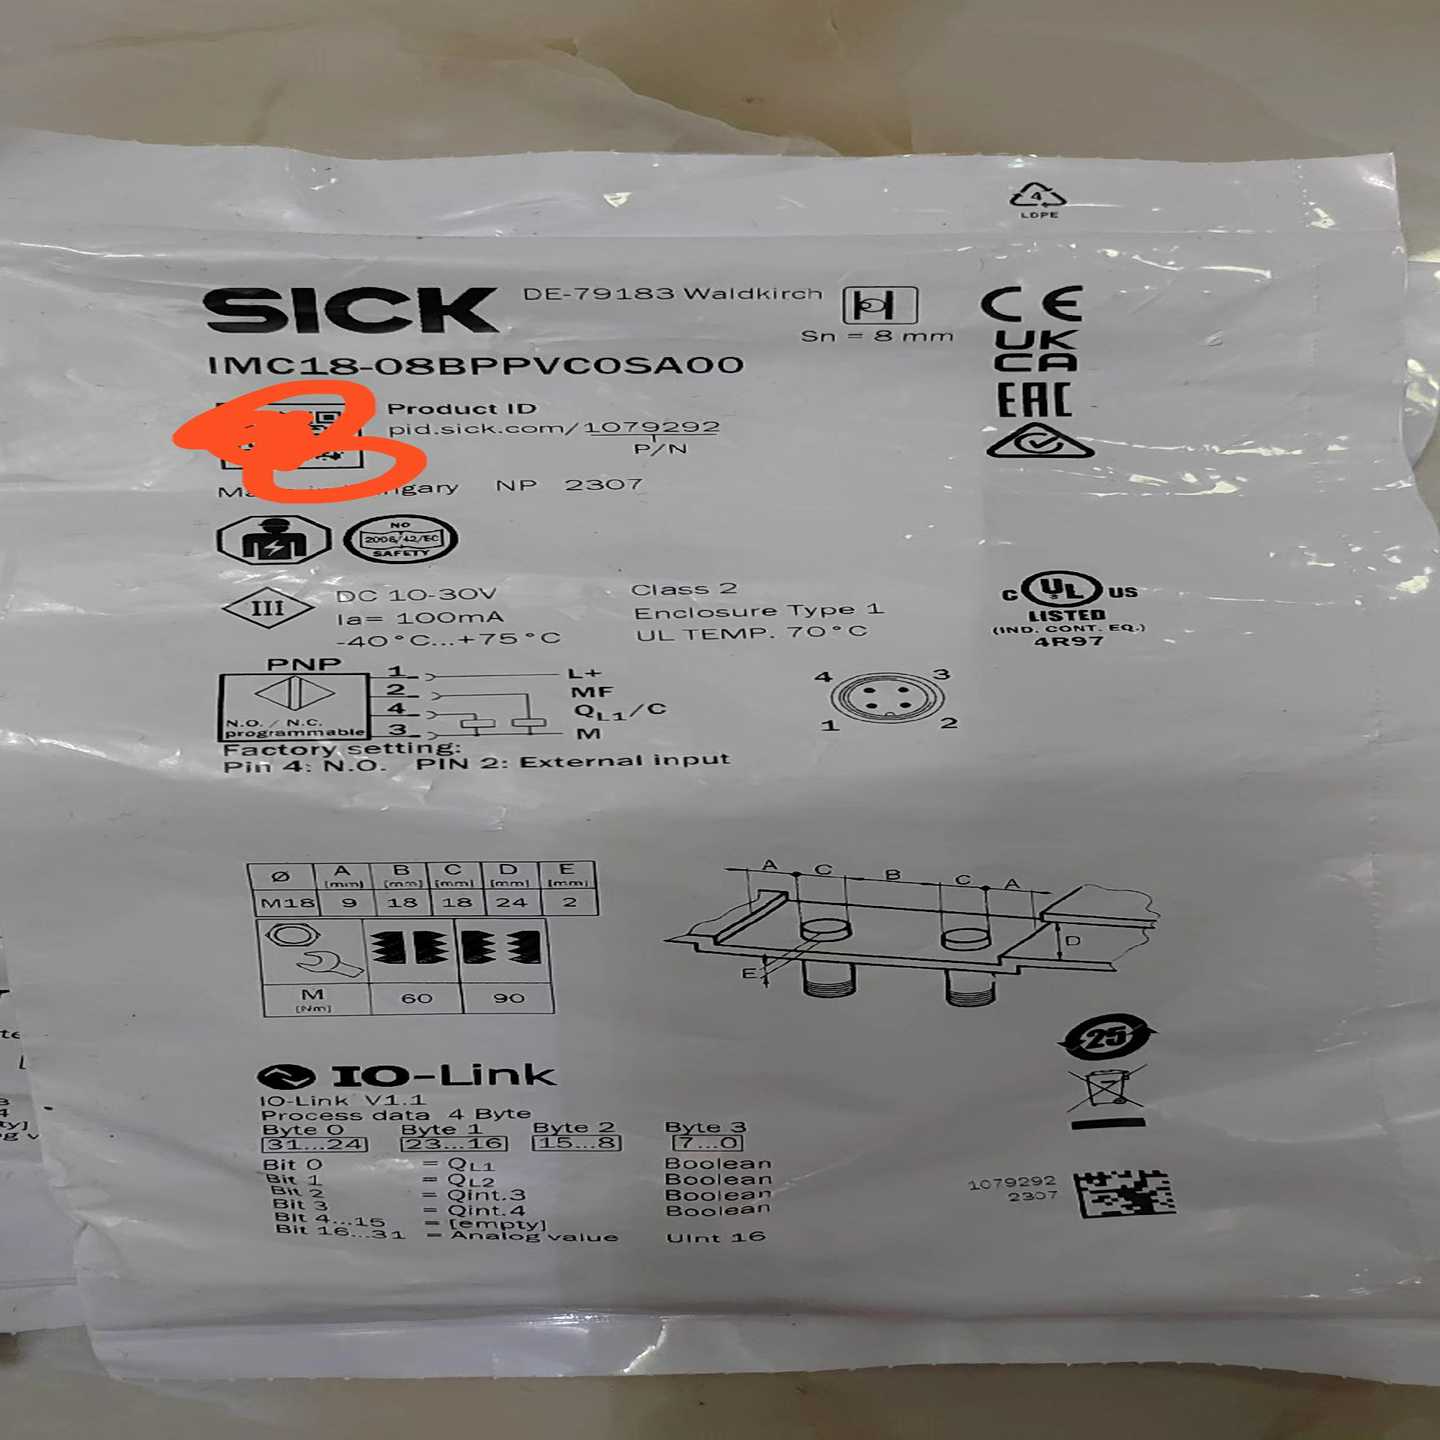 4
LDPE
SICK DE-79183 Waldkirch
Sn = 8 mm
CE
UK
CA
EAC
IMC18-08BPPVC0SA00
Product ID
pid.sick.com/1079292
P/N
NP 2307
NO
2006/42/EC
SAFETY
III
DC 10-30V
Ia= 100mA
-40°C...+75°C
Class 2
Enclosure Type 1
UL TEMP. 70°C
C UL US
LISTED
(IND. CONT. EQ.)
4R97
PNP
N.O. / N.C.
programmable
1 L+
2 MF
4 QL1/C
3 M
4 3
1 2
Factory setting:
Pin 4: N.O. PIN 2: External input
Ø A [mm] B [mm] C [mm] D [mm] E [mm]
M18 9 18 18 24 2
M [Nm] 60 90
A C B C A
D
E
25
IO-Link
IO-Link V1.1
Process data 4 Byte
Byte 0 Byte 1 Byte 2 Byte 3
31...24 23...16 15...8 7...0
Bit 0 = QL1 Boolean
Bit 1 = QL2 Boolean
Bit 2 = Qint.3 Boolean
Bit 3 = Qint.4 Boolean
Bit 4...15 = [empty]
Bit 16...31 = Analog value UInt 16
1079292
2307